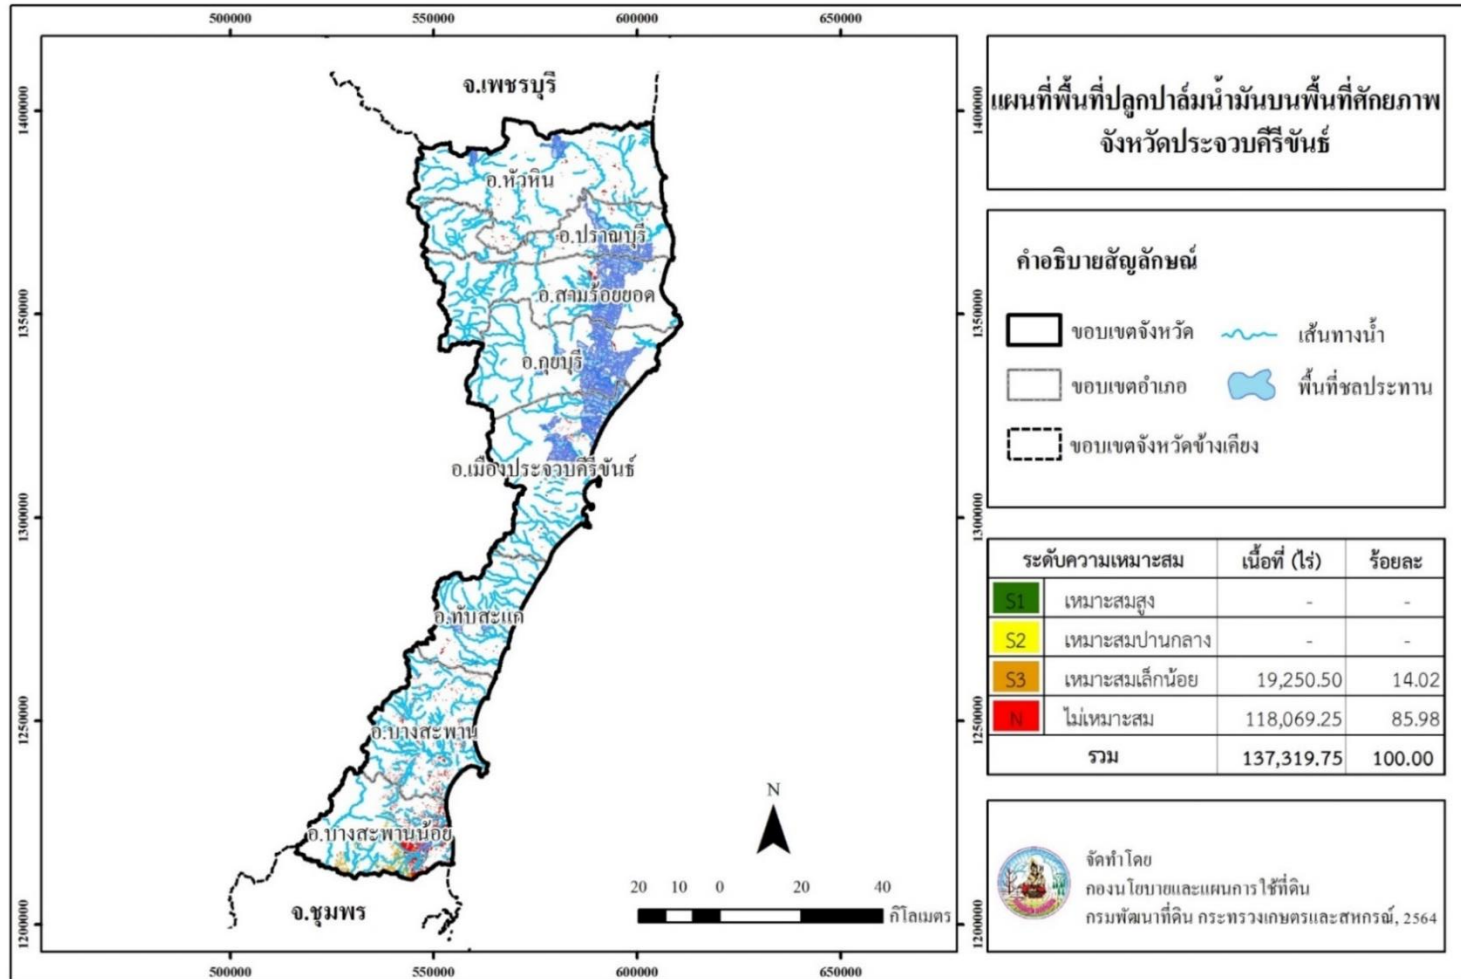 500000 550000 600000 650000
แผนที่พื้นที่ปลูกปาล์มน้ำมันบนพื้นที่ศักยภาพ
จังหวัดประจวบคีรีขันธ์
คำอธิบายสัญลักษณ์
ขอบเขตจังหวัด
เส้นทางน้ำ
ขอบเขตอำเภอ
พื้นที่ชลประทาน
ขอบเขตจังหวัดข้างเคียง
จ.เพชรบุรี
อ.หัวหิน
อ.ปราณบุรี
อ.สามร้อยยอด
อ.กุยบุรี
อ.เมืองประจวบคีรีขันธ์
อ.ทับสะแก
อ.บางสะพาน
อ.บางสะพานน้อย
จ.ชุมพร
1400000 1400000
1350000 1350000
1300000 1300000
1250000 1250000
1200000 1200000
N
20 10 0 20 40
กิโลเมตร
500000 550000 600000 650000
ระดับความเหมาะสม เนื้อที่ (ไร่) ร้อยละ
S1 เหมาะสมสูง - -
S2 เหมาะสมปานกลาง - -
S3 เหมาะสมเล็กน้อย 19,250.50 14.02
N ไม่เหมาะสม 118,069.25 85.98
รวม 137,319.75 100.00
จัดทำโดย
กองนโยบายและแผนการใช้ที่ดิน
กรมพัฒนาที่ดิน กระทรวงเกษตรและสหกรณ์, 2564